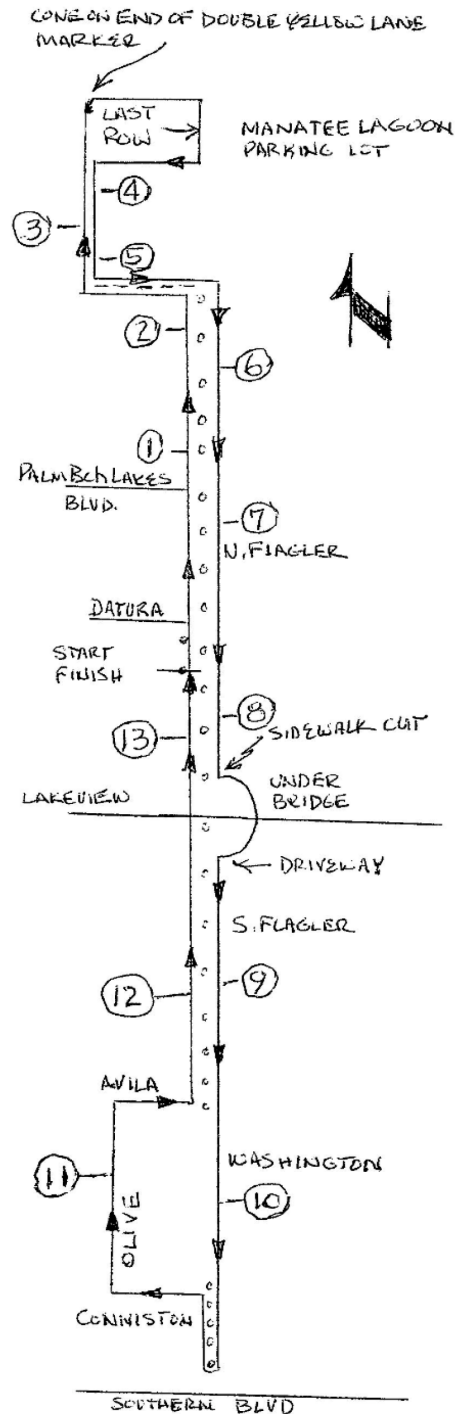 CONE ON END OF DOUBLE YELLOW LANE
MARKER
LAST
ROW
MANATEE LAGOON
PARKING LOT
4
3
5
2
6
1
PALM BCH LAKES
BLVD.
7
N. FLAGLER
DATURA
START
FINISH
8
SIDEWALK CUT
13
UNDER
BRIDGE
LAKEVIEW
DRIVEWAY
S. FLAGLER
9
12
AVILA
WASHINGTON
11
10
OLIVE
CONNISTON
SOUTHERN BLVD